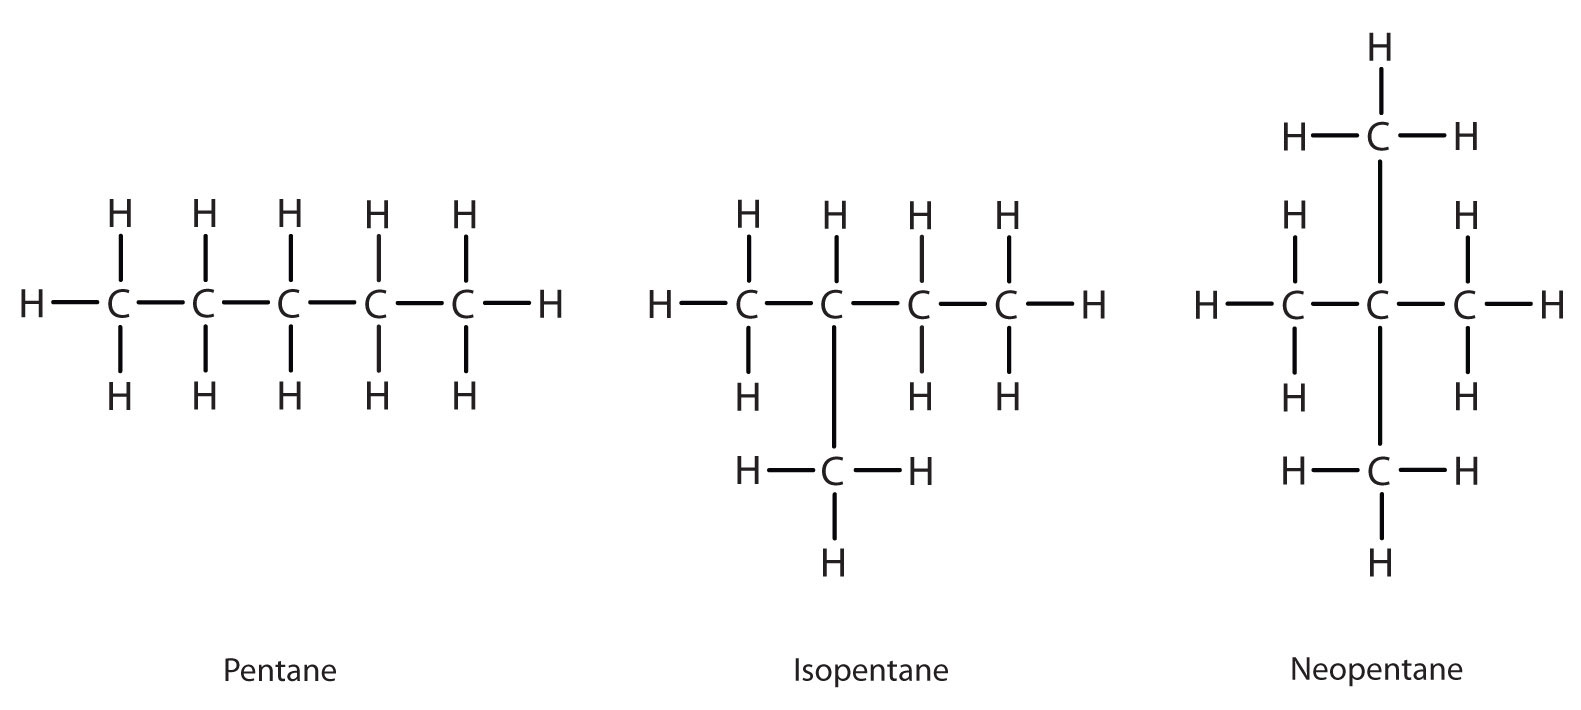 H
H C H
H H H H H H H H H H H
H C C C C C H H C C C C H H C C C H
H H H H H H H H H H
H C H H C H
H H
Pentane Isopentane Neopentane